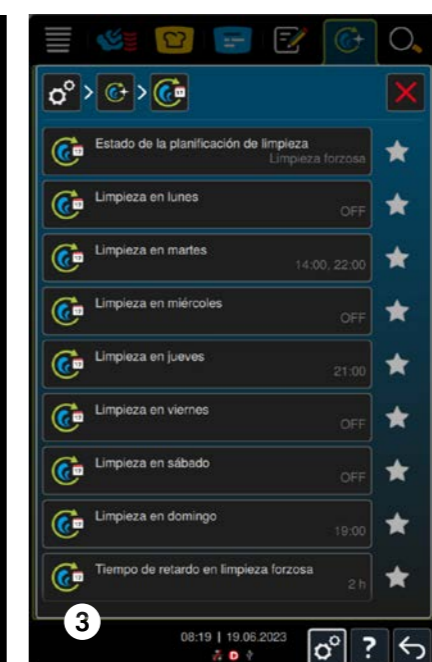 Estado de la planificación de limpieza
Limpieza forzosa
Limpieza en lunes
OFF
Limpieza en martes
14:00, 22:00
Limpieza en miércoles
OFF
Limpieza en jueves
21:00
Limpieza en viernes
OFF
Limpieza en sábado
OFF
Limpieza en domingo
19:00
Tiempo de retardo en limpieza forzosa
2 h
3
08:19 | 19.06.2023
?